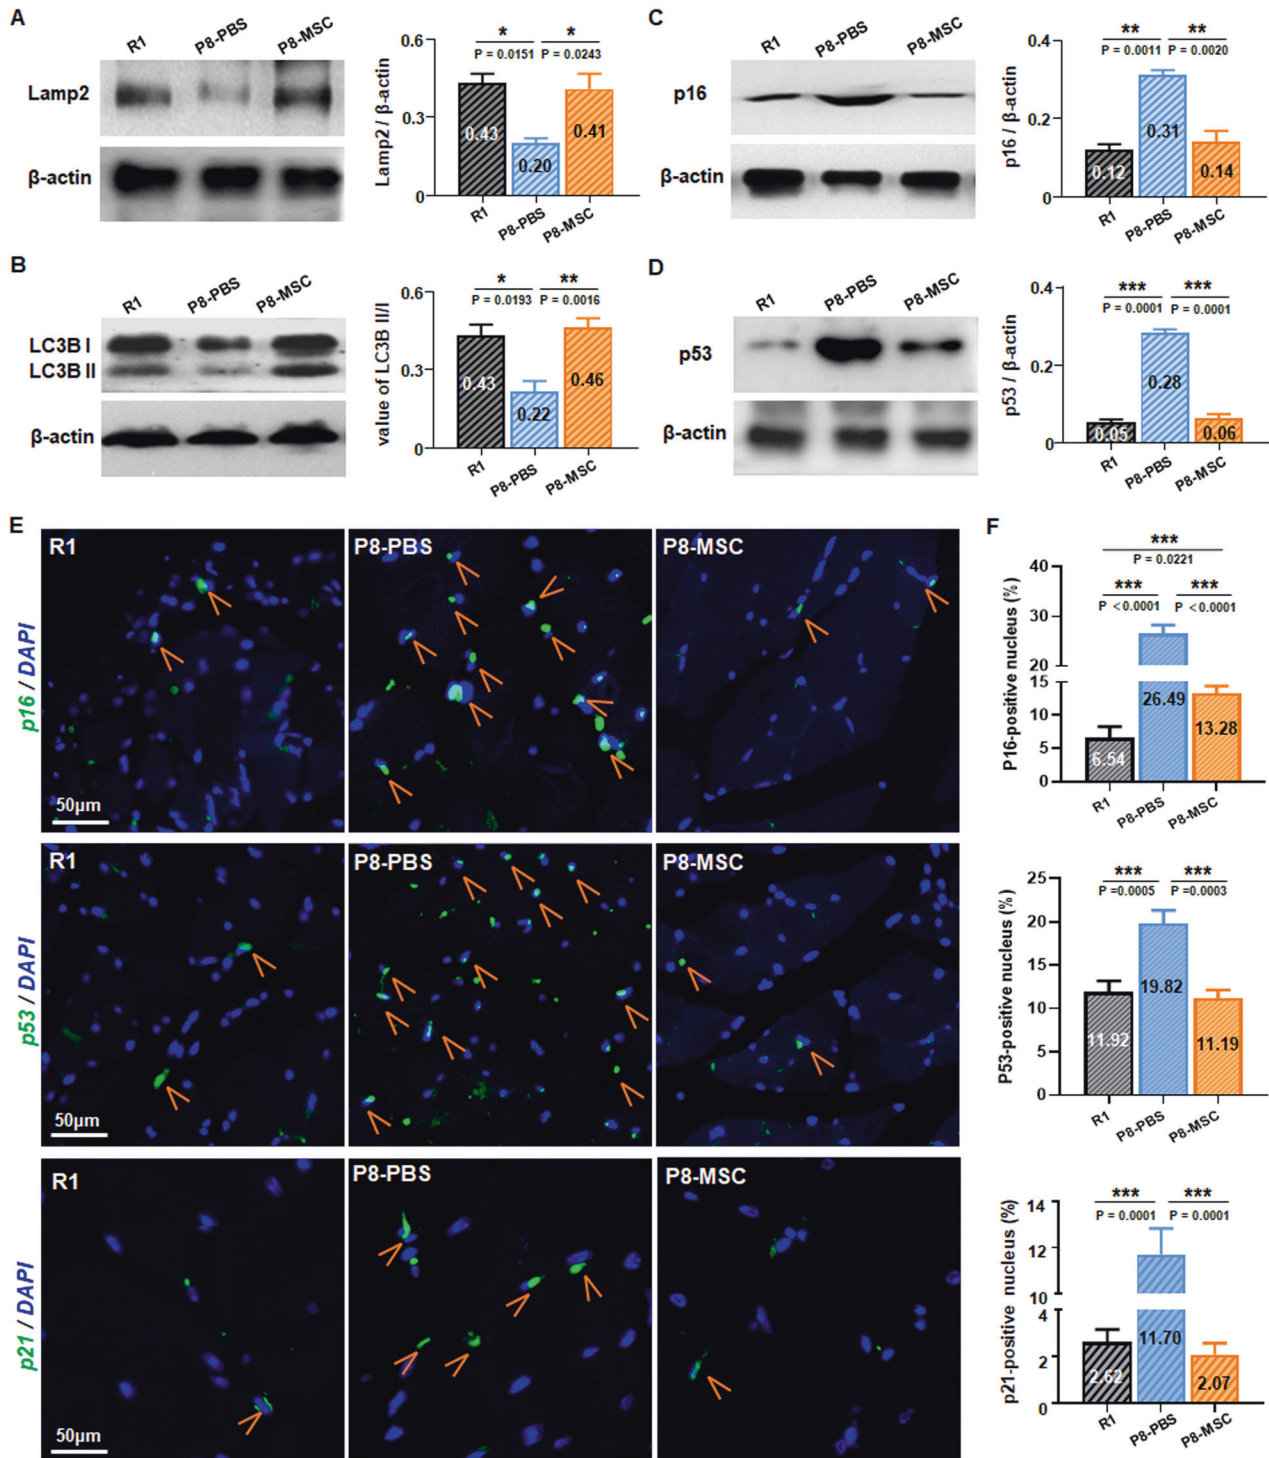 A
R1
P8-PBS
P8-MSC
Lamp2
β-actin
Lamp2 / β-actin
0.6
0.3
0
* *
P = 0.0151 P = 0.0243
0.43
0.20
0.41
R1
P8-PBS
P8-MSC
C
R1
P8-PBS
P8-MSC
p16
β-actin
p16 / β-actin
0.4
0.2
0
** **
P = 0.0011 P = 0.0020
0.12
0.31
0.14
R1
P8-PBS
P8-MSC
B
R1
P8-PBS
P8-MSC
LC3B I
LC3B II
β-actin
value of LC3B II/I
0.6
0.3
0
* **
P = 0.0193 P = 0.0016
0.43
0.22
0.46
R1
P8-PBS
P8-MSC
D
R1
P8-PBS
P8-MSC
p53
β-actin
p53 / β-actin
0.4
0.2
0
*** ***
P = 0.0001 P = 0.0001
0.05
0.28
0.06
R1
P8-PBS
P8-MSC
E
p16 / DAPI
R1
50μm
P8-PBS
P8-MSC
p53 / DAPI
R1
50μm
P8-PBS
P8-MSC
p21 / DAPI
R1
50μm
P8-PBS
P8-MSC
F
P16-positive nucleus (%)
40
30
20
15
10
5
0
***
P = 0.0221
*** ***
P <0.0001 P <0.0001
6.54
26.49
13.28
R1
P8-PBS
P8-MSC
P53-positive nucleus (%)
25
20
15
10
5
0
*** ***
P =0.0005 P =0.0003
11.92
19.82
11.19
R1
P8-PBS
P8-MSC
p21-positive nucleus (%)
14
12
10
4
2
0
*** ***
P = 0.0001 P = 0.0001
2.62
11.70
2.07
R1
P8-PBS
P8-MSC